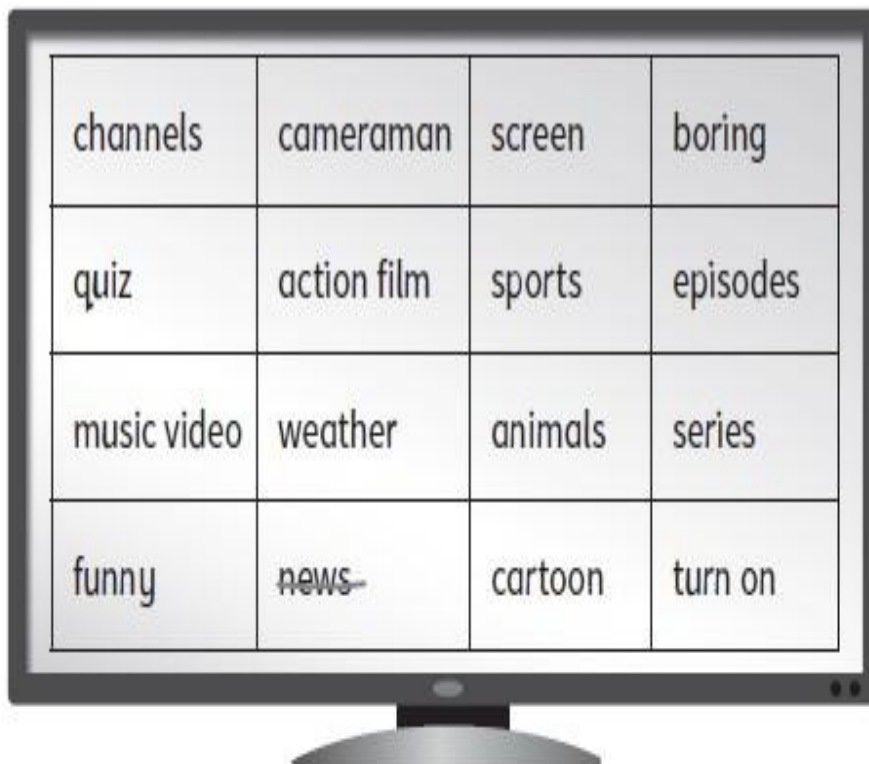 channels cameraman screen boring
quiz action film sports episodes
music video weather animals series
funny news cartoon turn on